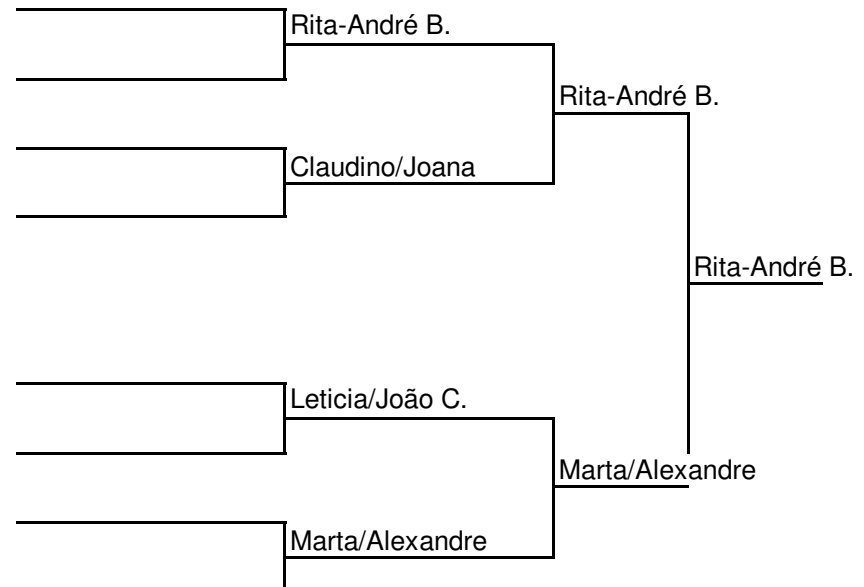 Rita-André B.
Rita-André B.
Claudino/Joana
Rita-André B.
Leticia/João C.
Marta/Alexandre
Marta/Alexandre